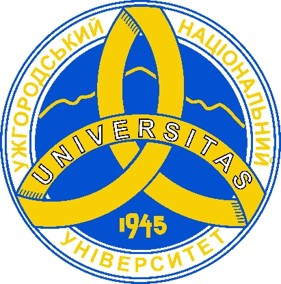 УЖГОРОДСЬКИЙ
НАЦІОНАЛЬНИЙ
УНІВЕРСИТЕТ
UNIVERSITAS
1945